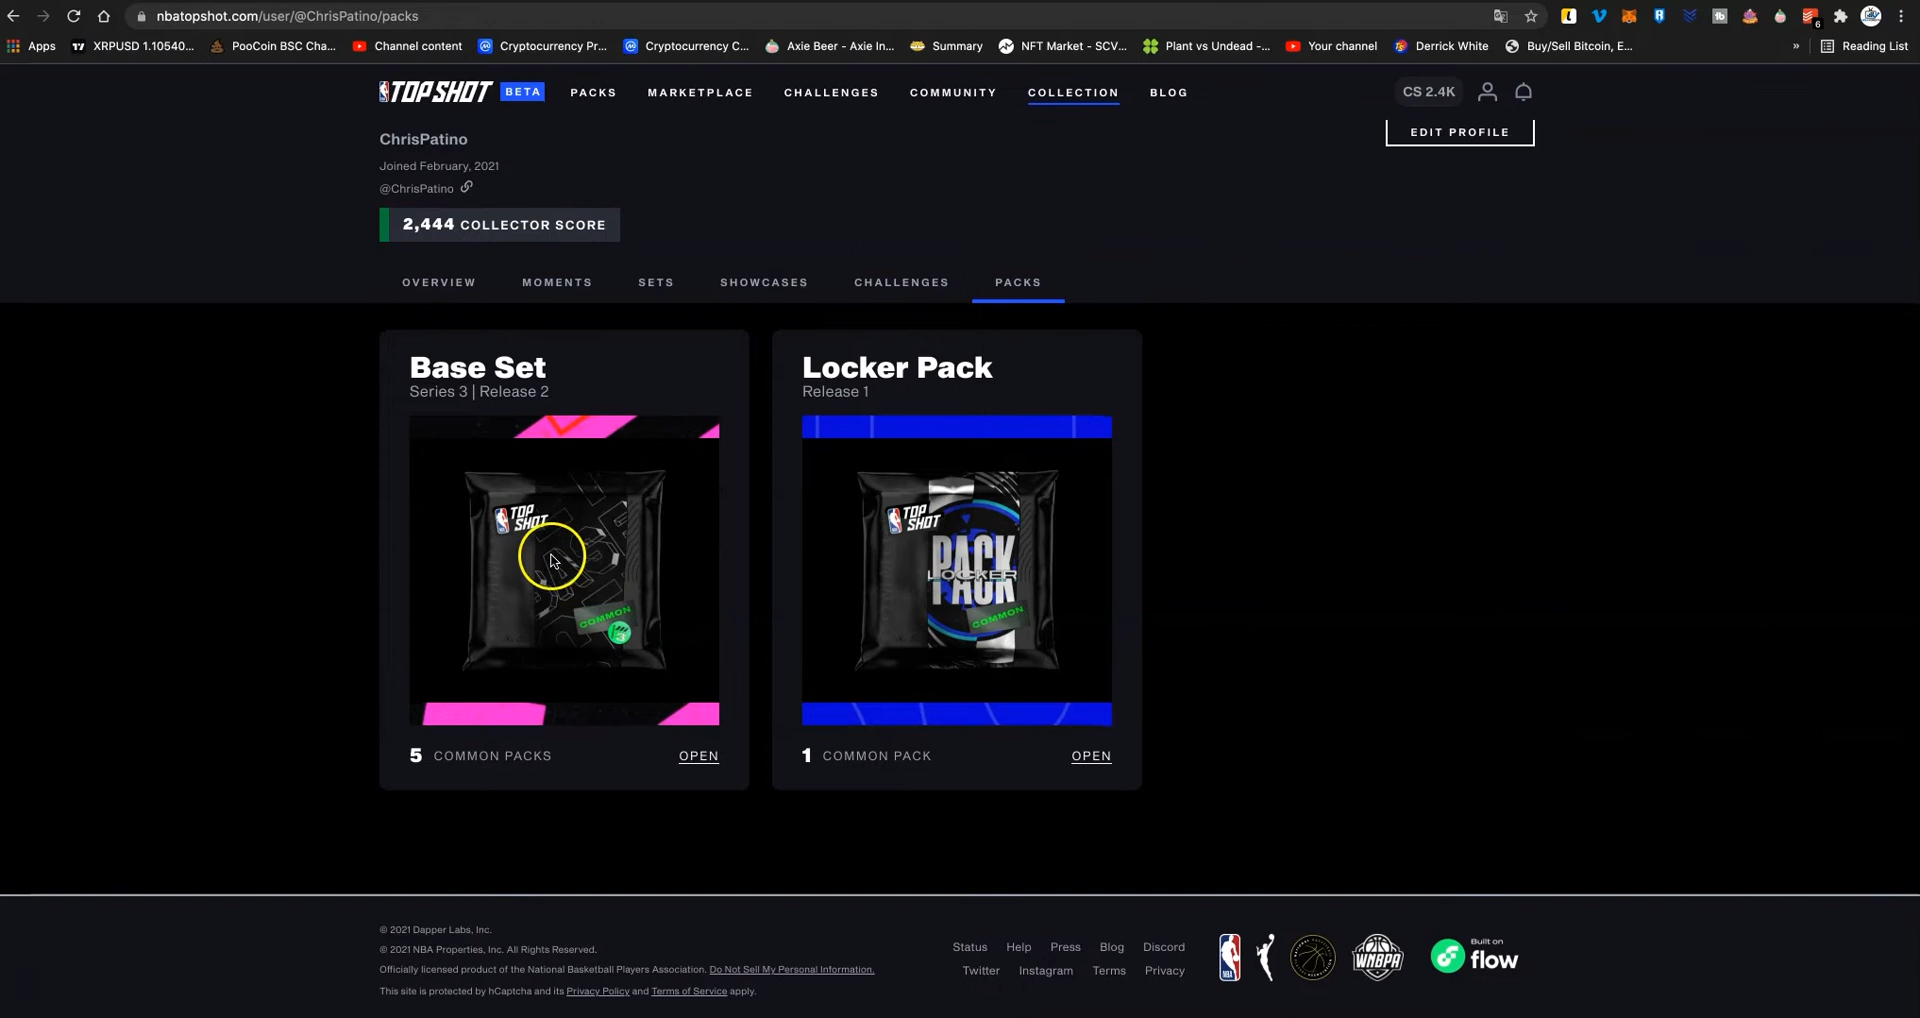 nbatopshot.com/user/@ChrisPatino/packs
6
Apps XRPUSD 1.10540... PooCoin BSC Cha... Channel content Cryptocurrency Pr... Cryptocurrency C... Axie Beer - Axie In... Summary NFT Market - SCV... Plant vs Undead -... Your channel Derrick White Buy/Sell Bitcoin, E... » Reading List
TOP SHOT BETA PACKS MARKETPLACE CHALLENGES COMMUNITY COLLECTION BLOG CS 2.4K
EDIT PROFILE
ChrisPatino
Joined February, 2021
@ChrisPatino
2,444 COLLECTOR SCORE
OVERVIEW MOMENTS SETS SHOWCASES CHALLENGES PACKS
Base Set
Series 3 | Release 2
TOP
SHOT
COMMON
5 COMMON PACKS OPEN
Locker Pack
Release 1
TOP
SHOT
PACK
LOCKER
COMMON
1 COMMON PACK OPEN
© 2021 Dapper Labs, Inc.
© 2021 NBA Properties, Inc. All Rights Reserved.
Officially licensed product of the National Basketball Players Association. Do Not Sell My Personal Information.
This site is protected by hCaptcha and its Privacy Policy and Terms of Service apply.
Status Help Press Blog Discord
Twitter Instagram Terms Privacy
NBA
WNBPA
Built on
flow